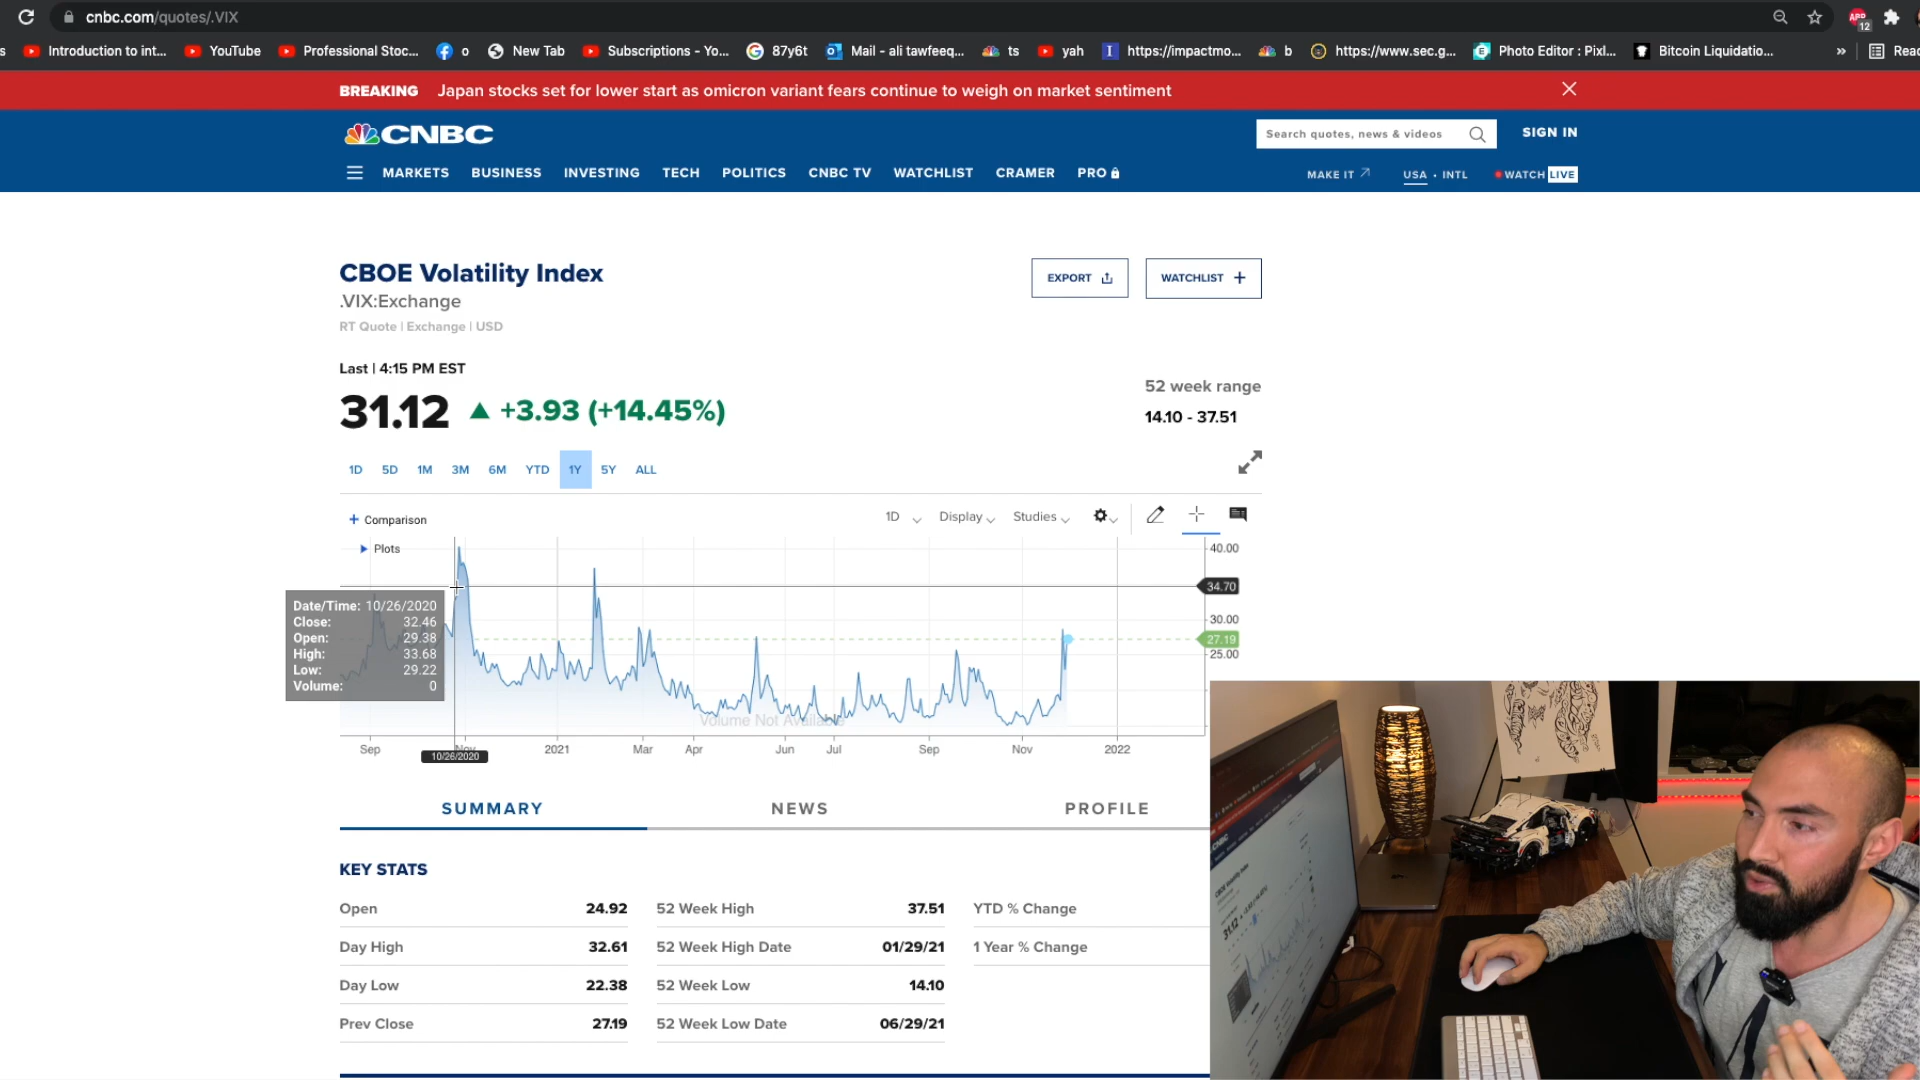 cnbc.com/quotes/.VIX
s Introduction to int... YouTube Professional Stoc... o New Tab Subscriptions - Yo... 87y6t Mail - ali tawfeeq... ts yah https://impactmo... b https://www.sec.g... Photo Editor : Pixl... Bitcoin Liquidatio... » Reac
12
BREAKING Japan stocks set for lower start as omicron variant fears continue to weigh on market sentiment
CNBC
Search quotes, news & videos
SIGN IN
MARKETS BUSINESS INVESTING TECH POLITICS CNBC TV WATCHLIST CRAMER PRO
MAKE IT USA • INTL WATCH LIVE
CBOE Volatility Index
.VIX:Exchange
RT Quote | Exchange | USD
EXPORT WATCHLIST +
Last | 4:15 PM EST
31.12 +3.93 (+14.45%)
52 week range
14.10 - 37.51
1D 5D 1M 3M 6M YTD 1Y 5Y ALL
+ Comparison
1D Display Studies
Plots
40.00
34.70
30.00
27.19
25.00
Date/Time: 10/26/2020
Close: 32.46
Open: 29.38
High: 33.68
Low: 29.22
Volume: 0
Volume Not Available
Sep Nov 2021 Mar Apr Jun Jul Sep Nov 2022
10/26/2020
SUMMARY NEWS PROFILE
KEY STATS
Open 24.92 52 Week High 37.51 YTD % Change
Day High 32.61 52 Week High Date 01/29/21 1 Year % Change
Day Low 22.38 52 Week Low 14.10
Prev Close 27.19 52 Week Low Date 06/29/21